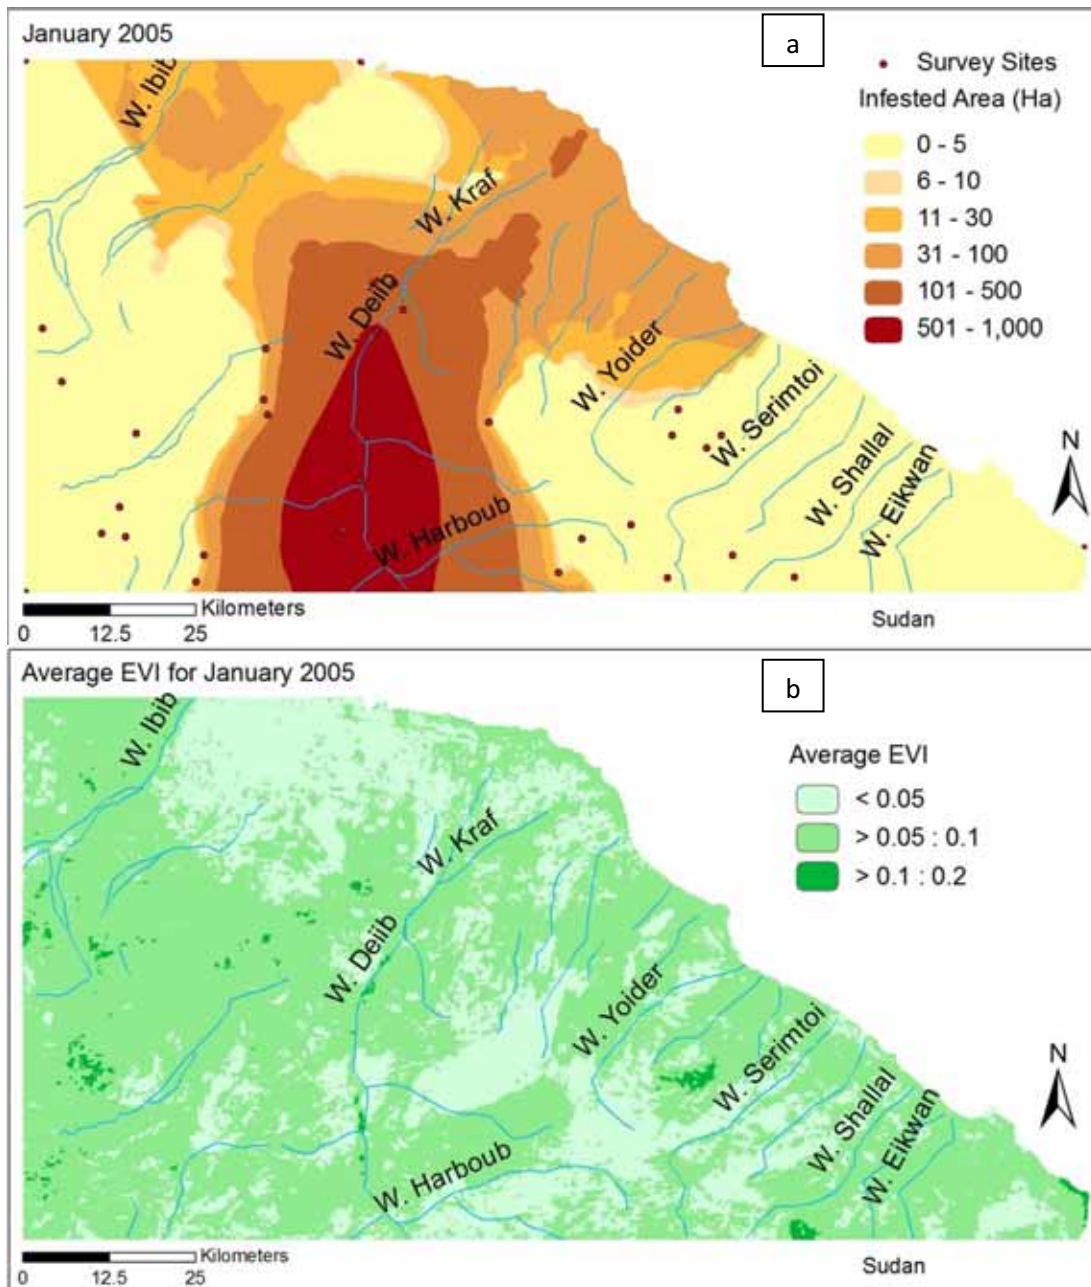 January 2005
a
Survey Sites
Infested Area (Ha)
0 - 5
6 - 10
11 - 30
31 - 100
101 - 500
501 - 1,000
W. Ibib
W. Kraf
W. Deiib
W. Yoider
W. Serimtoi
W. Shallal
W. Eikwan
W. Harboub
N
Kilometers
0 12.5 25
Sudan
Average EVI for January 2005
b
Average EVI
< 0.05
> 0.05 : 0.1
> 0.1 : 0.2
W. Ibib
W. Kraf
W. Deiib
W. Yoider
W. Serimtoi
W. Shallal
W. Eikwan
W. Harboub
N
Kilometers
0 12.5 25
Sudan